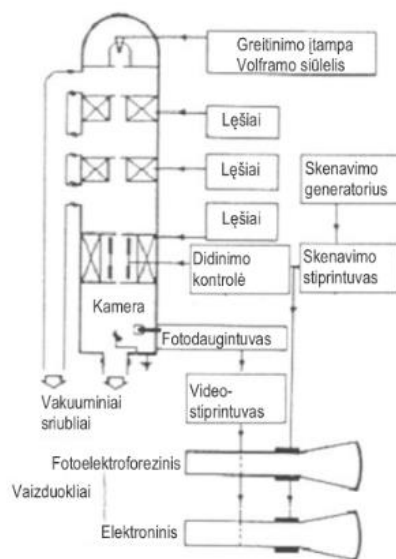 Greitinimo įtampa
Volframo siūlelis
Lęšiai
Lęšiai
Skenavimo
generatorius
Lęšiai
Didinimo
kontrolė
Skenavimo
stiprintuvas
Kamera
Fotodaugintuvas
Vakuuminiai
sriubliai
Video-
stiprintuvas
Fotoelektroforezinis
Vaizduokliai
Elektroninis